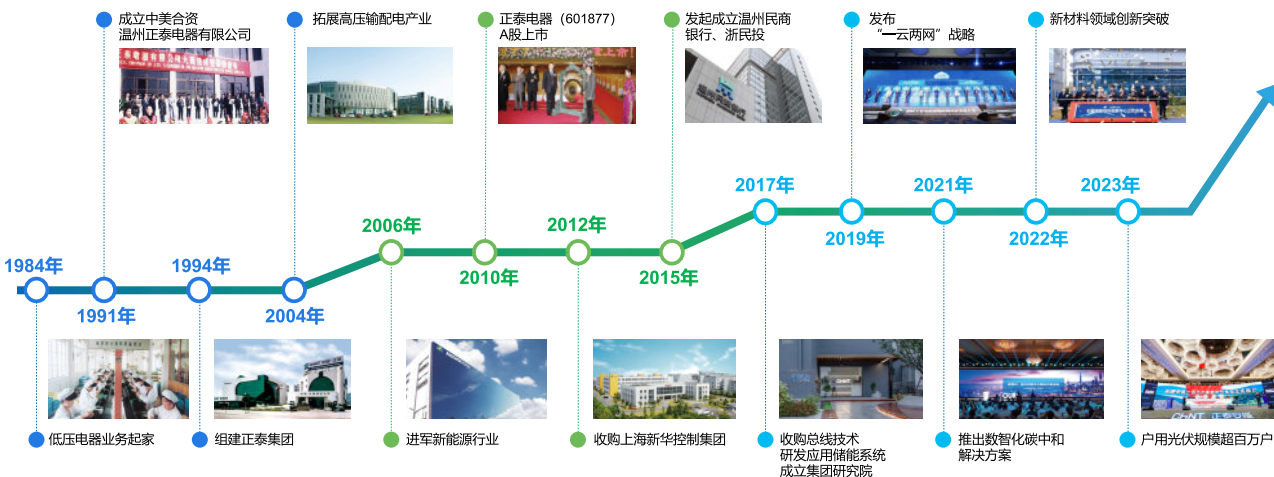 成立中美合资
温州正泰电器有限公司
拓展高压输配电产业
正泰电器（601877）
A股上市
发起成立温州民商
银行、浙民投
发布
“一云两网”战略
新材料领域创新突破
1984年
1991年
1994年
2004年
2006年
2010年
2012年
2015年
2017年
2019年
2021年
2022年
2023年
低压电器业务起家
组建正泰集团
进军新能源行业
收购上海新华控制集团
收购总线技术
研发应用储能系统
成立集团研究院
推出数智化碳中和
解决方案
CHNT 正泰安能
户用光伏规模超百万户